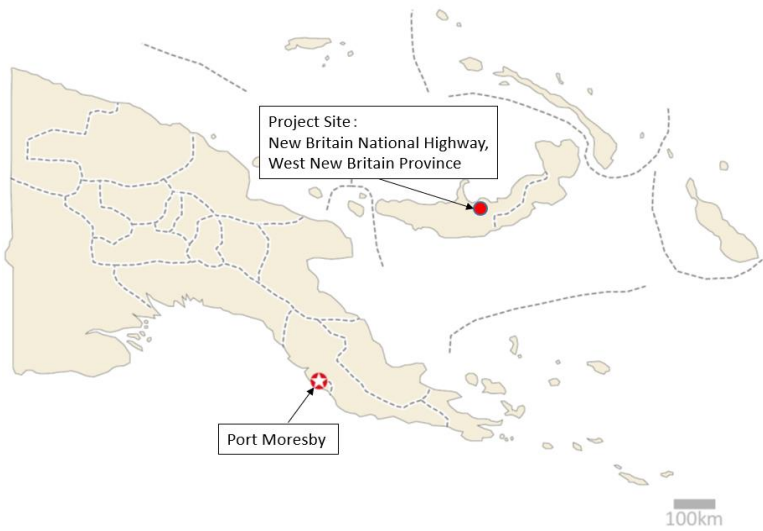 Project Site :
New Britain National Highway,
West New Britain Province
Port Moresby
100km